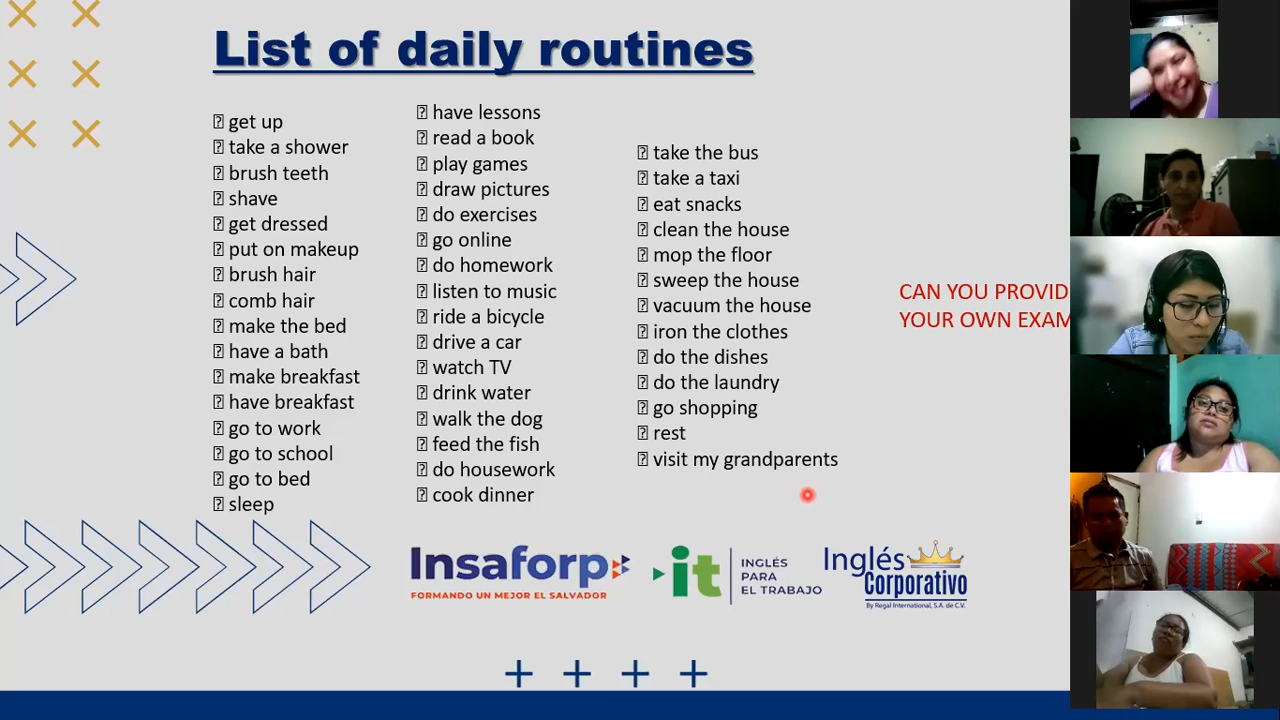 List of daily routines
get up
take a shower
brush teeth
shave
get dressed
put on makeup
brush hair
comb hair
make the bed
have a bath
make breakfast
have breakfast
go to work
go to school
go to bed
sleep
have lessons
read a book
play games
draw pictures
do exercises
go online
do homework
listen to music
ride a bicycle
drive a car
watch TV
drink water
walk the dog
feed the fish
do housework
cook dinner
take the bus
take a taxi
eat snacks
clean the house
mop the floor
sweep the house
vacuum the house
iron the clothes
do the dishes
do the laundry
go shopping
rest
visit my grandparents
CAN YOU PROVID
YOUR OWN EXAM
Insaforp
FORMANDO UN MEJOR EL SALVADOR
it
INGLÉS
PARA
EL TRABAJO
Inglés
Corporativo
By Regal International, S.A. de C.V.